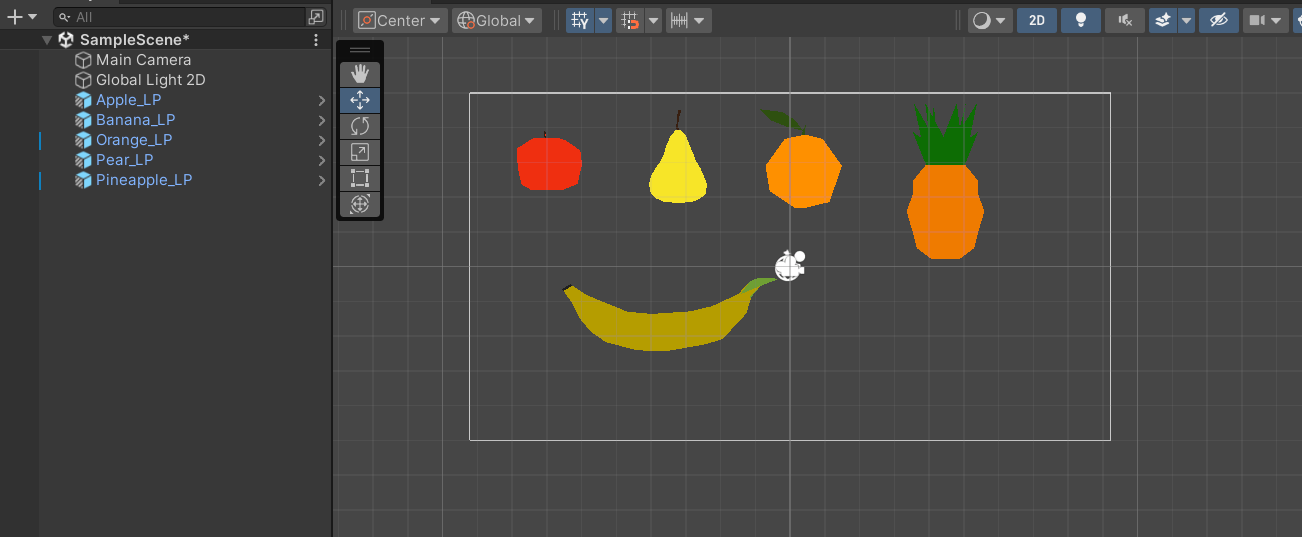 All
Center
Global
2D
SampleScene*
Main Camera
Global Light 2D
Apple_LP
Banana_LP
Orange_LP
Pear_LP
Pineapple_LP